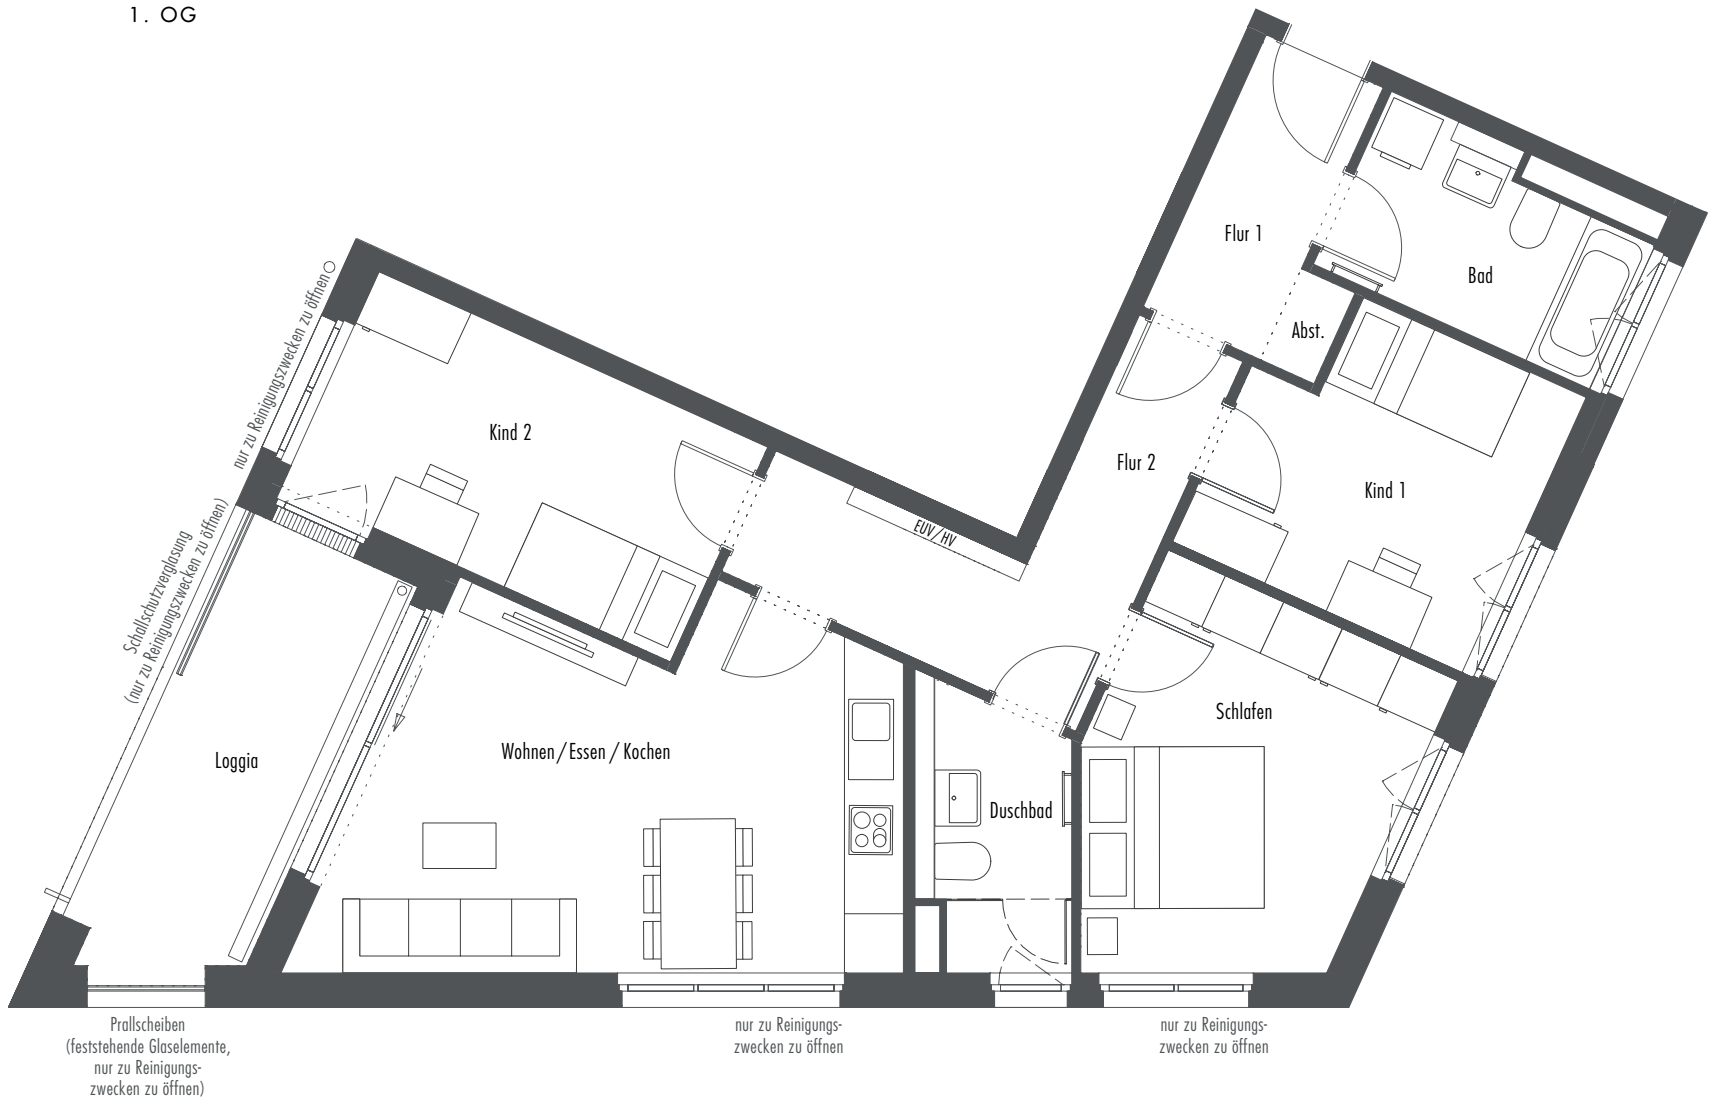 1. OG
Flur 1
Bad
Abst.
nur zu Reinigungszwecken zu öffnen
Kind 2
Flur 2
Kind 1
EUV/HV
Schallschutzverglasung
(nur zu Reinigungszwecken zu öffnen)
Schlafen
Wohnen/Essen/Kochen
Loggia
Duschbad
Prallscheiben
(feststehende Glaselemente,
nur zu Reinigungs-
zwecken zu öffnen)
nur zu Reinigungs-
zwecken zu öffnen
nur zu Reinigungs-
zwecken zu öffnen